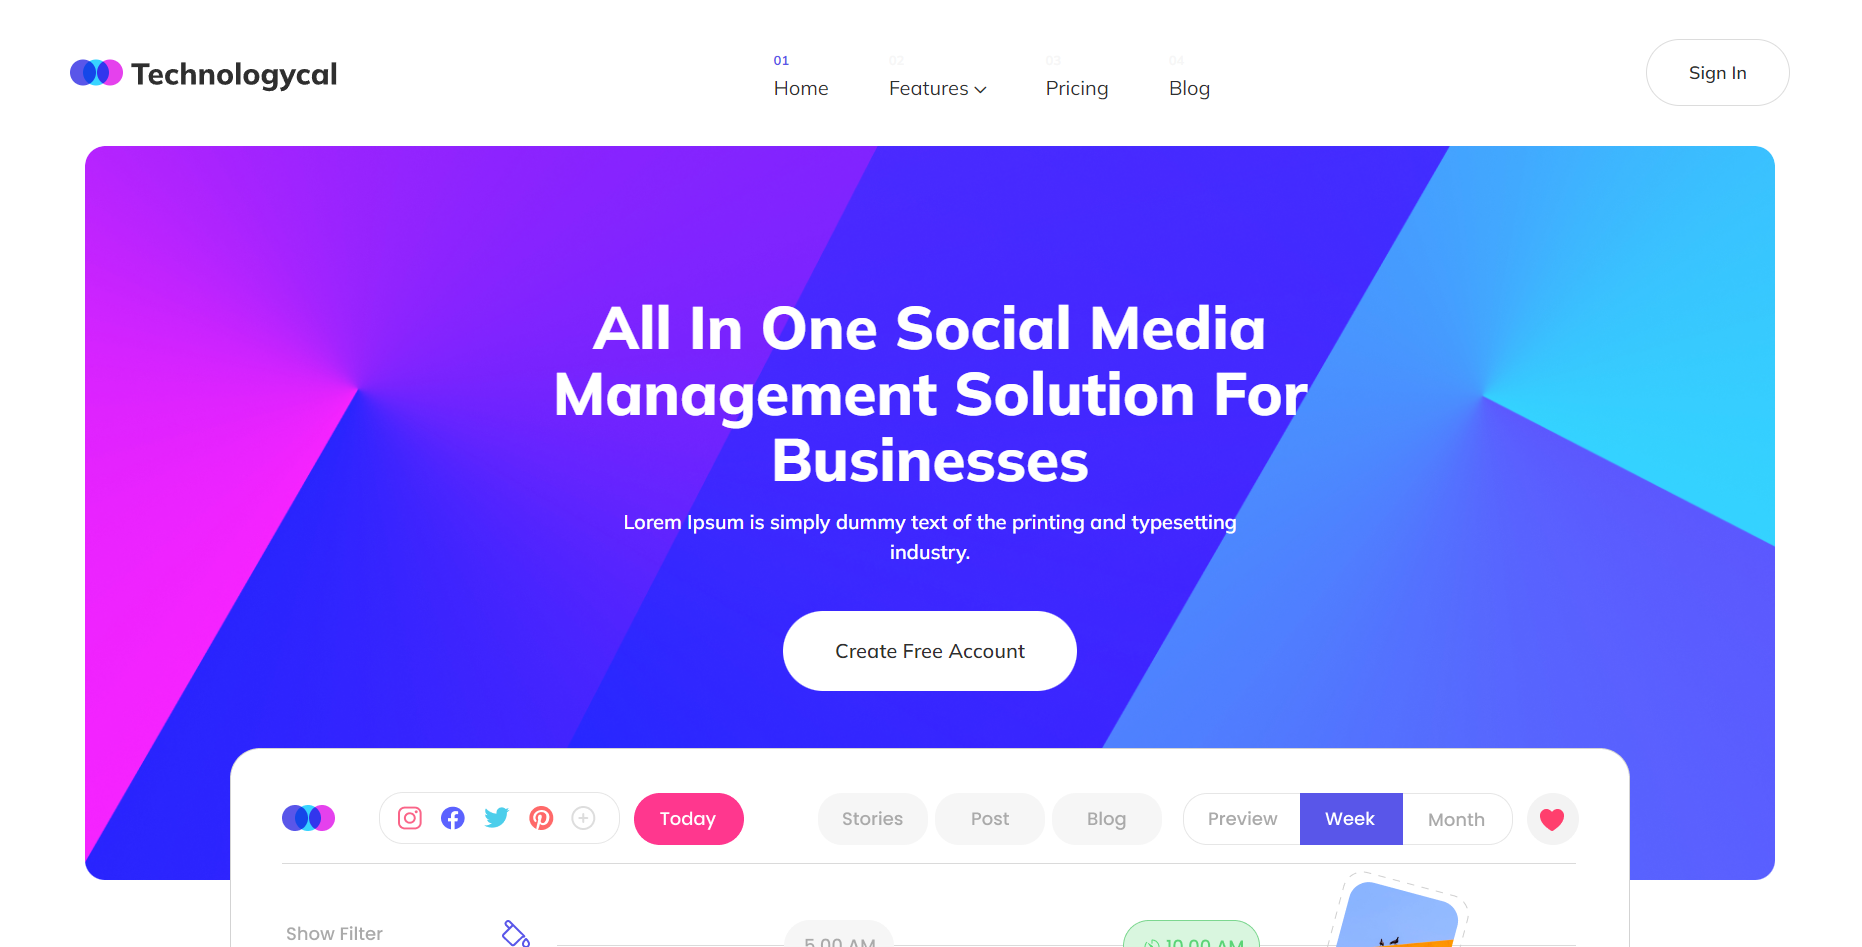 Technologycal
01
Home
02
Features
03
Pricing
04
Blog
Sign In
All In One Social Media
Management Solution For
Businesses
Lorem Ipsum is simply dummy text of the printing and typesetting
industry.
Create Free Account
Today
Stories
Post
Blog
Preview
Week
Month
Show Filter
5.00 AM
10.00 AM